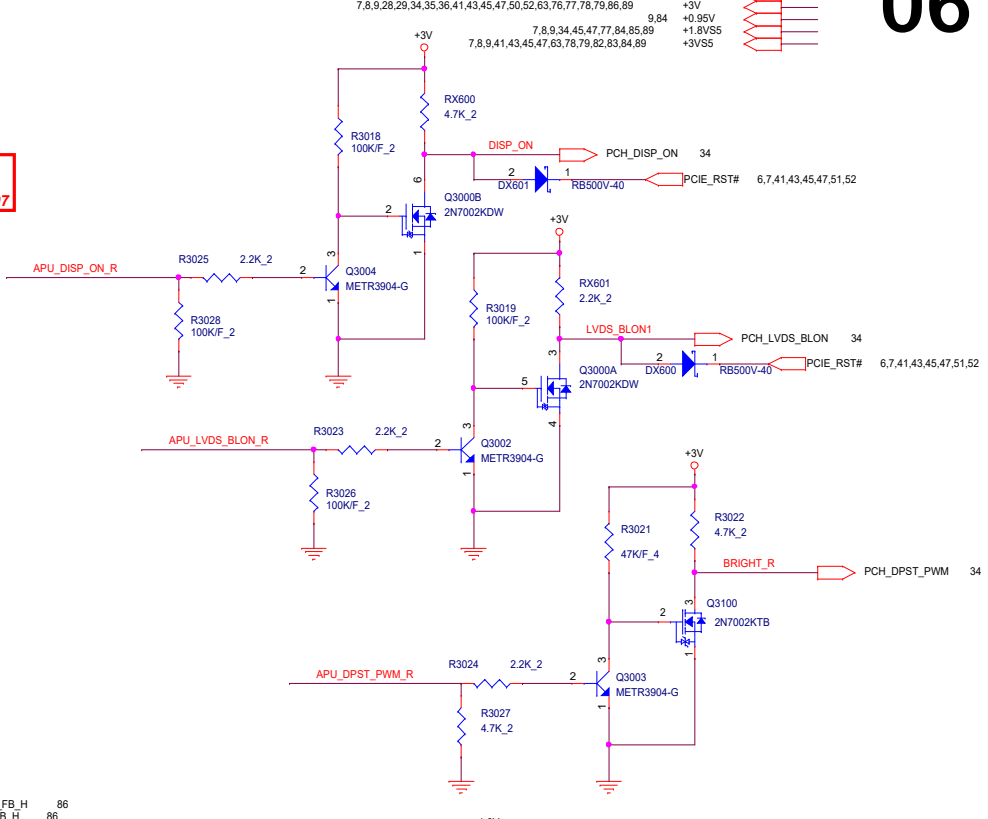 7,8,9,28,29,34,35,36,41,43,45,47,50,52,63,76,77,78,79,86,89 +3V
9,84 +0.95V
7,8,9,34,45,47,77,84,85,89 +1.8VS5
7,8,9,41,43,45,47,63,78,79,82,83,84,89 +3VS5
06
+3V
RX600
4.7K_2
R3018
100K/F_2
DISP_ON
PCH_DISP_ON 34
2 1
DX601 RB500V-40
PCIE_RST# 6,7,41,43,45,47,51,52
6
Q3000B
2N7002KDW
2
1
APU_DISP_ON_R
R3025 2.2K_2
2
3
Q3004
METR3904-G
1
R3028
100K/F_2
+3V
RX601
2.2K_2
R3019
100K/F_2
LVDS_BLON1
PCH_LVDS_BLON 34
2 1
DX600 RB500V-40
PCIE_RST# 6,7,41,43,45,47,51,52
3
Q3000A
2N7002KDW
5
4
APU_LVDS_BLON_R
R3023 2.2K_2
2
3
Q3002
METR3904-G
1
R3026
100K/F_2
+3V
R3022
4.7K_2
R3021
47K/F_4
BRIGHT_R
PCH_DPST_PWM 34
3
Q3100
2N7002KTB
2
1
APU_DPST_PWM_R
R3024 2.2K_2
2
3
Q3003
METR3904-G
1
R3027
4.7K_2
_FB_H 86
B_H 86